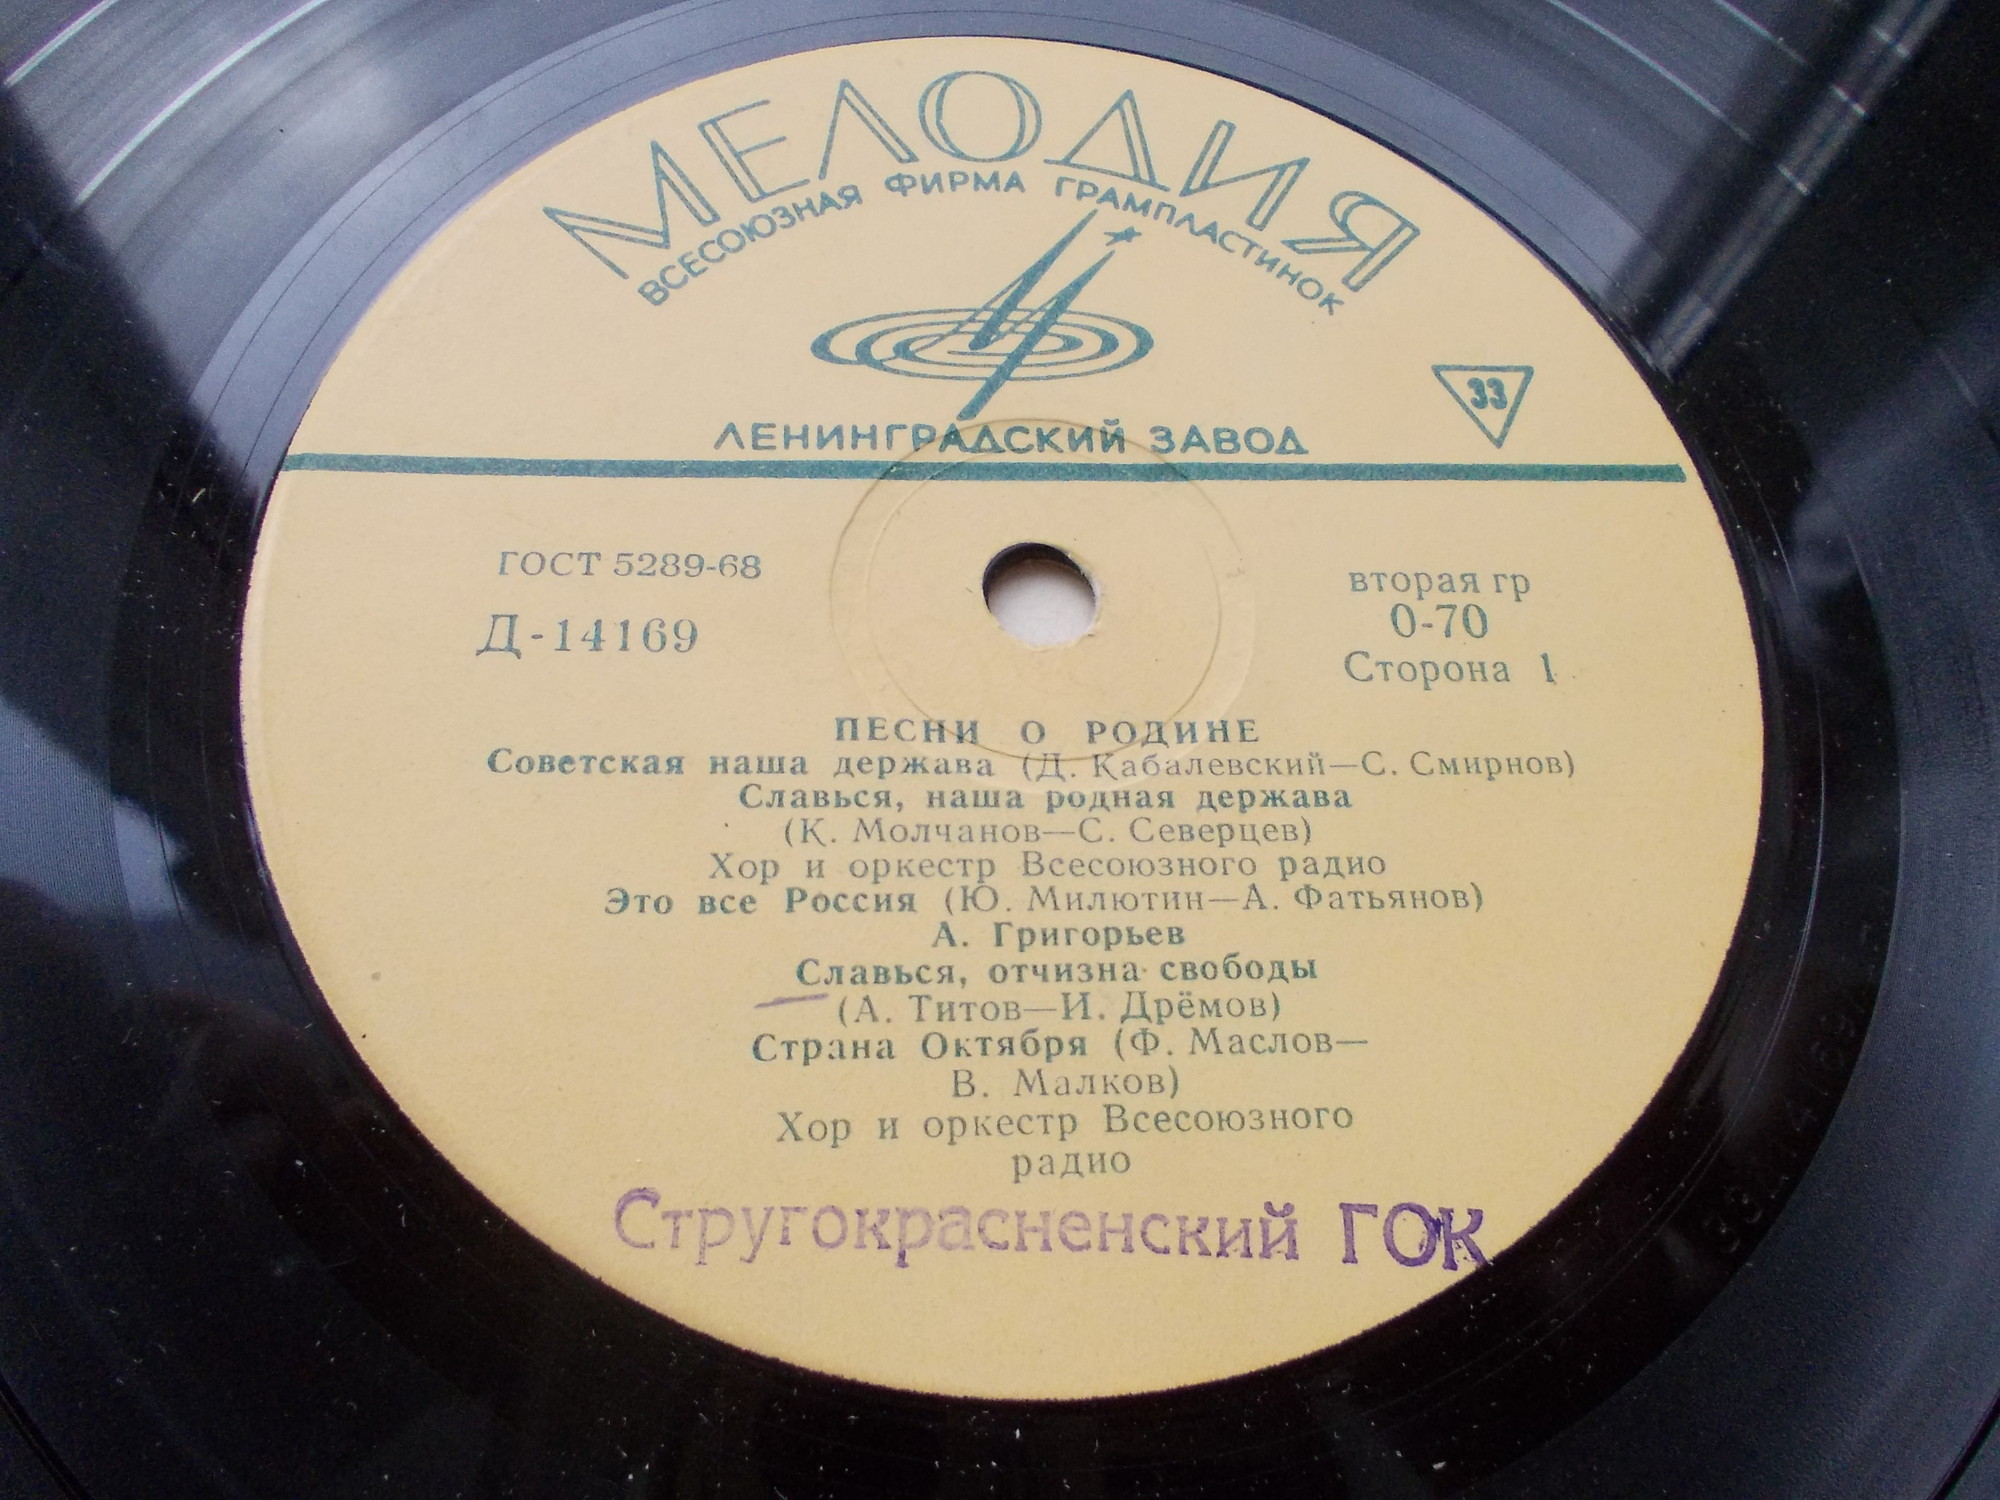 МЕЛОДИЯ
ВСЕСОЮЗНАЯ ФИРМА ГРАМПЛАСТИНОК
33
ЛЕНИНГРАДСКИЙ ЗАВОД
ГОСТ 5289-68
Д-14169
вторая гр
0-70
Сторона 1
ПЕСНИ О РОДИНЕ
Советская наша держава (Д. Кабалевский—С. Смирнов)
Славься, наша родная держава
(К. Молчанов—С. Северцев)
Хор и оркестр Всесоюзного радио
Это все Россия (Ю. Милютин—А. Фатьянов)
А. Григорьев
Славься, отчизна свободы
(А. Титов—И. Дрёмов)
Страна Октября (Ф. Маслов—
В. Малков)
Хор и оркестр Всесоюзного
радио
Стругокрасненский ГОК